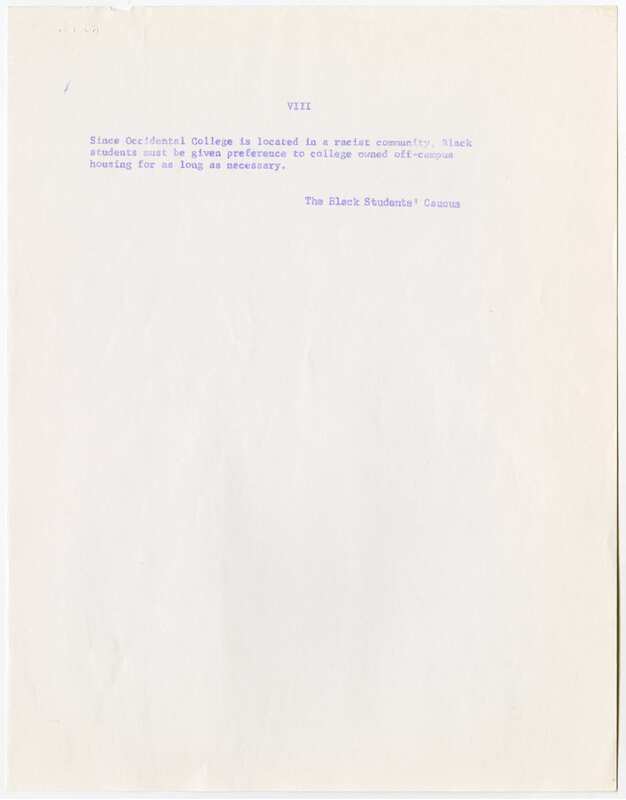 VIII
Since Occidental College is located in a racist community, Black
students must be given preference to college owned off-campus
housing for as long as necessary.
The Black Students' Caucus